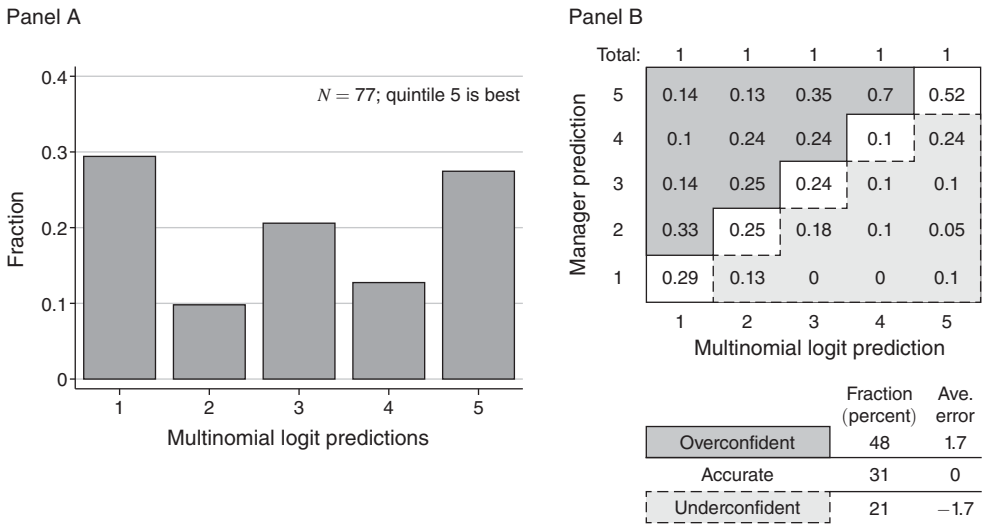 Panel A
N = 77; quintile 5 is best
0.4
0.3
0.2
0.1
0
Fraction
1 2 3 4 5
Multinomial logit predictions
Panel B
Total: 1 1 1 1 1
Manager prediction
5 0.14 0.13 0.35 0.7 0.52
4 0.1 0.24 0.24 0.1 0.24
3 0.14 0.25 0.24 0.1 0.1
2 0.33 0.25 0.18 0.1 0.05
1 0.29 0.13 0 0 0.1
1 2 3 4 5
Multinomial logit prediction
Fraction Ave.
(percent) error
Overconfident 48 1.7
Accurate 31 0
Underconfident 21 −1.7